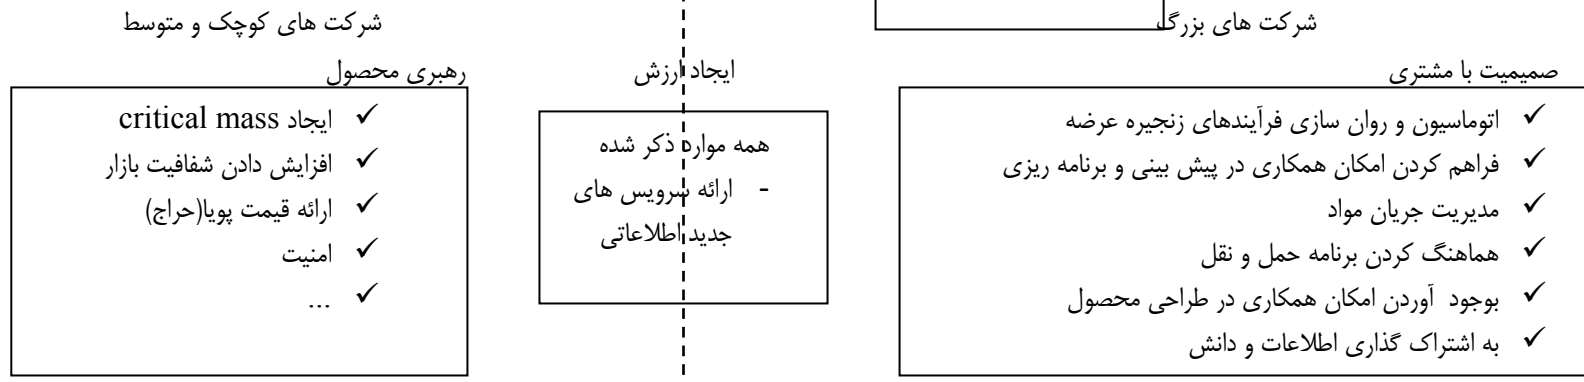 شرکت های بزرگ
شرکت های کوچک و متوسط
صمیمیت با مشتری
ایجاد ارزش
رهبری محصول
✓ اتوماسیون و روان سازی فرآیندهای زنجیره عرضه
✓ فراهم کردن امکان همکاری در پیش بینی و برنامه ریزی
✓ مدیریت جریان مواد
✓ هماهنگ کردن برنامه حمل و نقل
✓ بوجود آوردن امکان همکاری در طراحی محصول
✓ به اشتراک گذاری اطلاعات و دانش
همه موارد ذکر شده
- ارائه سرویس های
جدید اطلاعاتی
✓ ایجاد critical mass
✓ افزایش دادن شفافیت بازار
✓ ارائه قیمت پویا(حراج)
✓ امنیت
✓ ...